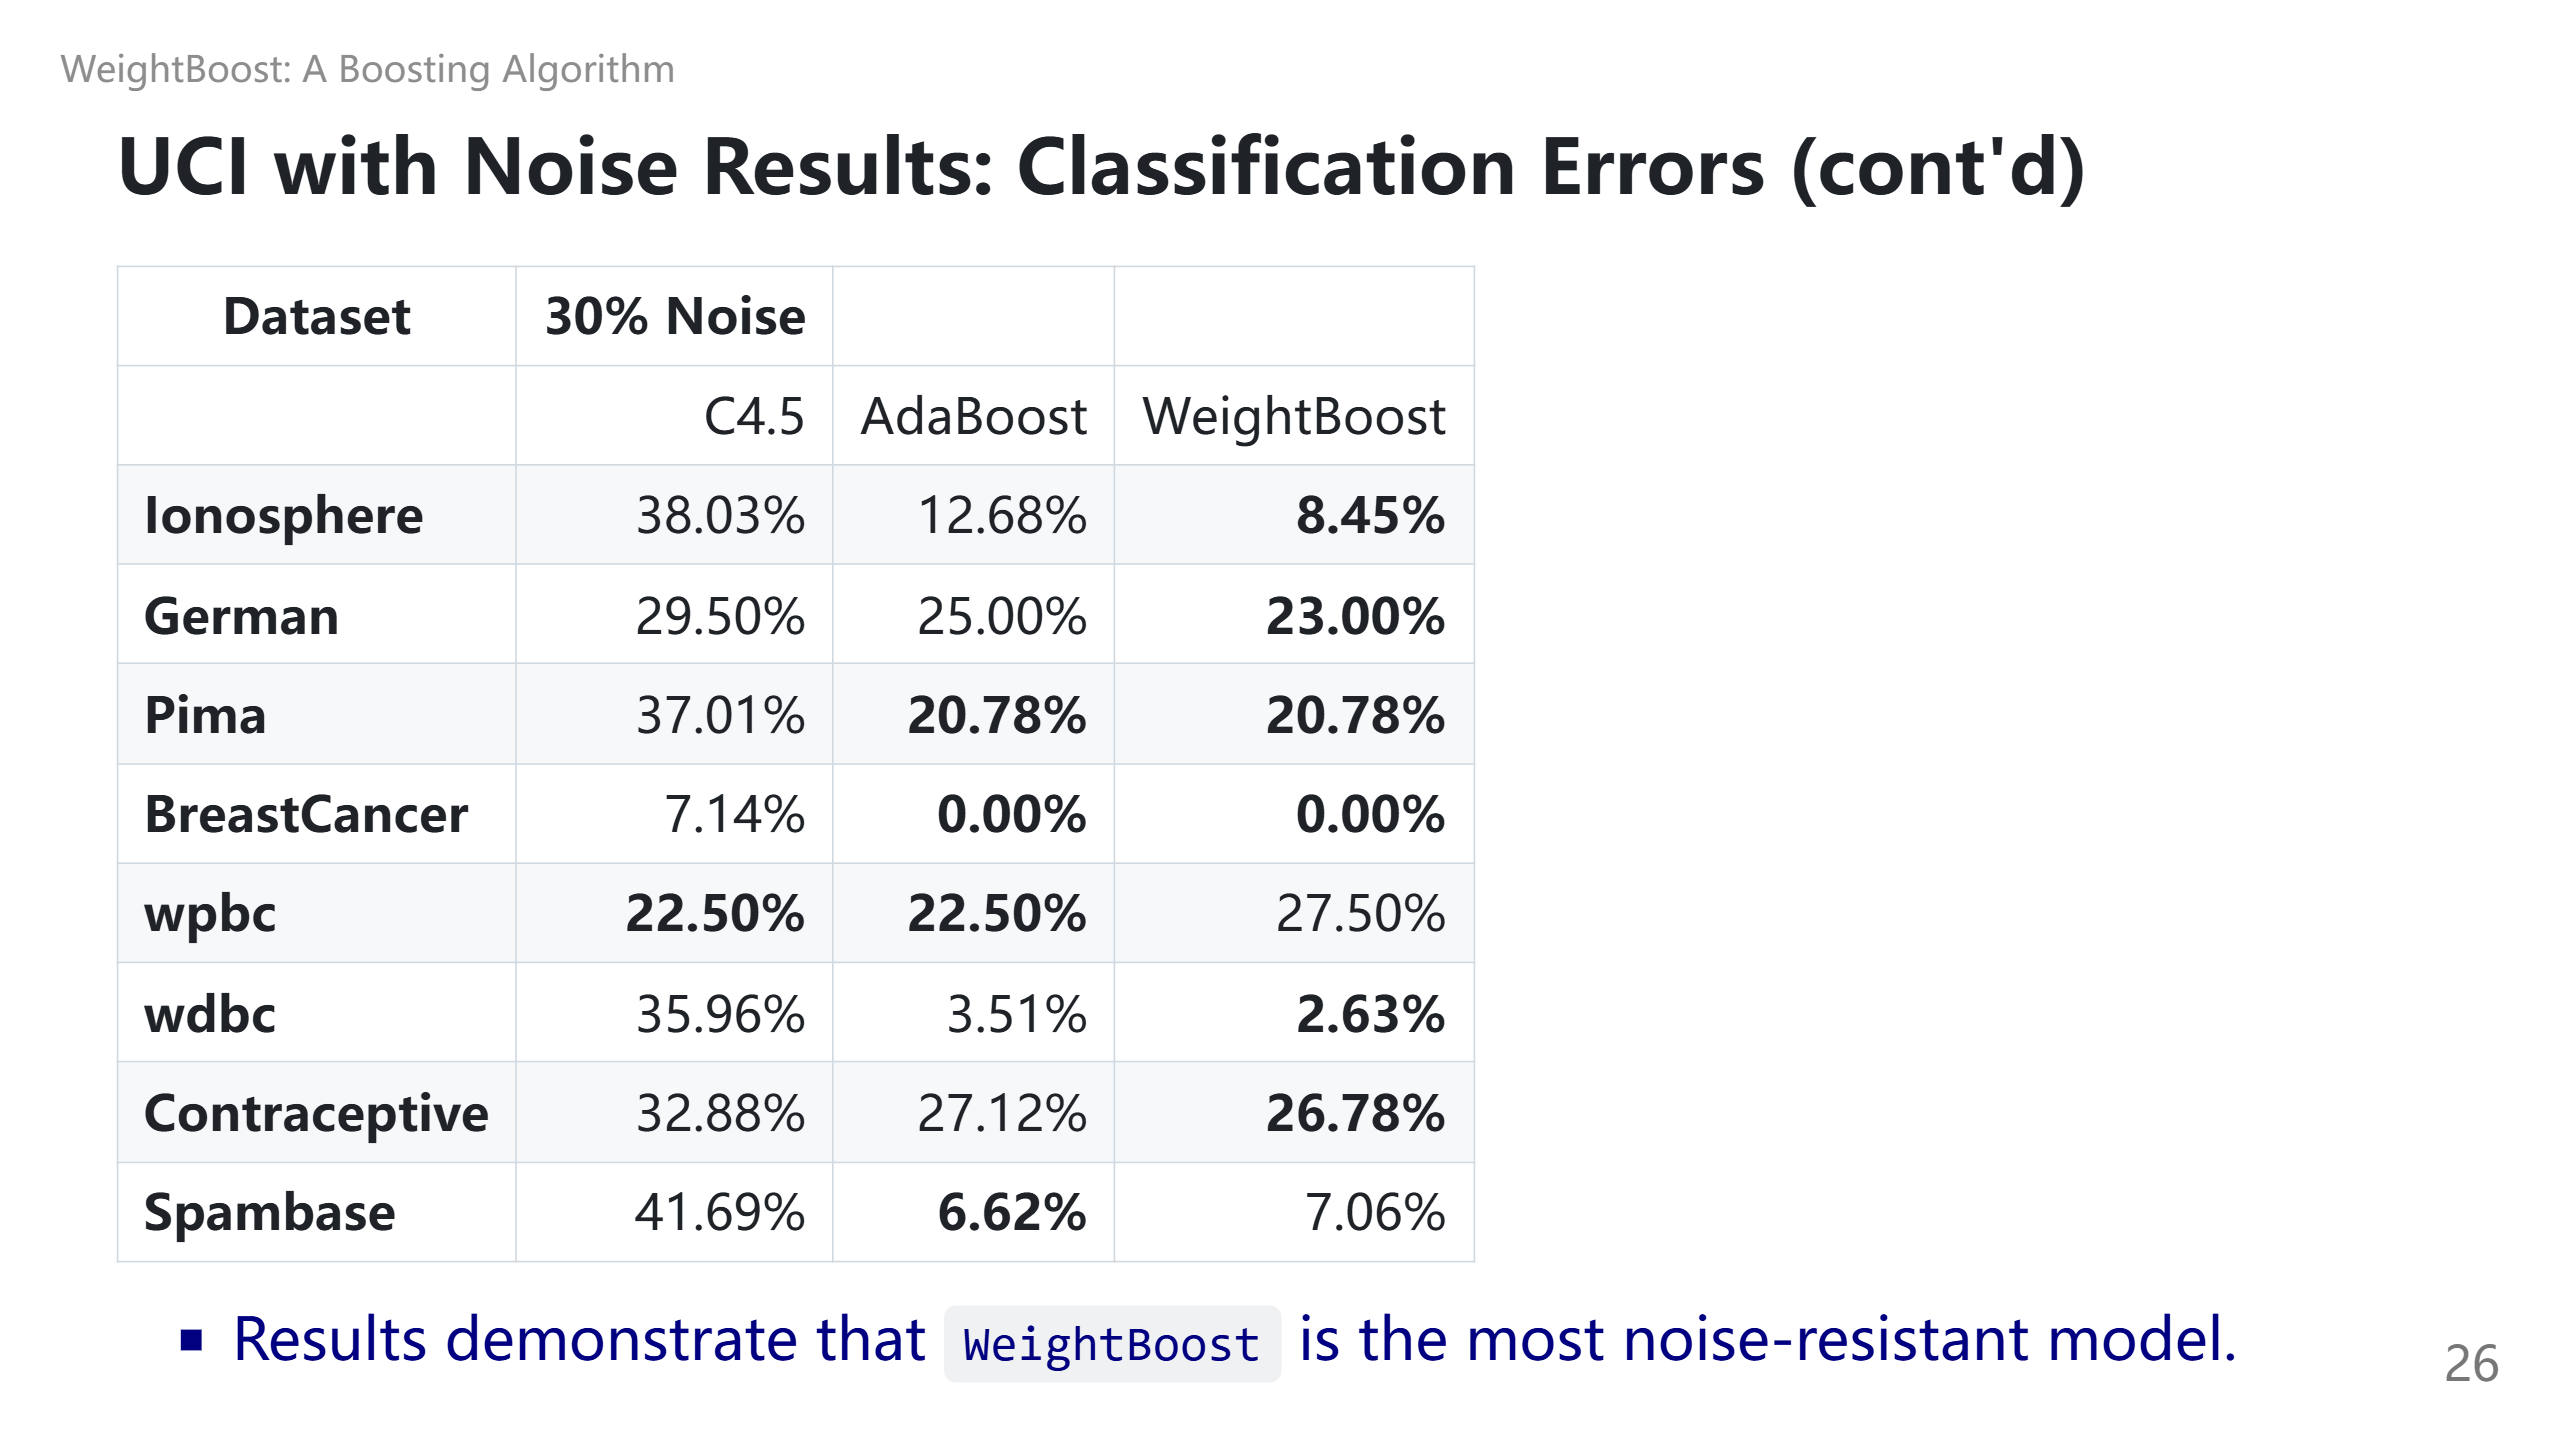 WeightBoost: A Boosting Algorithm
UCI with Noise Results: Classification Errors (cont'd)
Dataset 30% Noise
C4.5 AdaBoost WeightBoost
Ionosphere 38.03% 12.68% 8.45%
German 29.50% 25.00% 23.00%
Pima 37.01% 20.78% 20.78%
BreastCancer 7.14% 0.00% 0.00%
wpbc 22.50% 22.50% 27.50%
wdbc 35.96% 3.51% 2.63%
Contraceptive 32.88% 27.12% 26.78%
Spambase 41.69% 6.62% 7.06%
▪ Results demonstrate that WeightBoost is the most noise-resistant model.
26